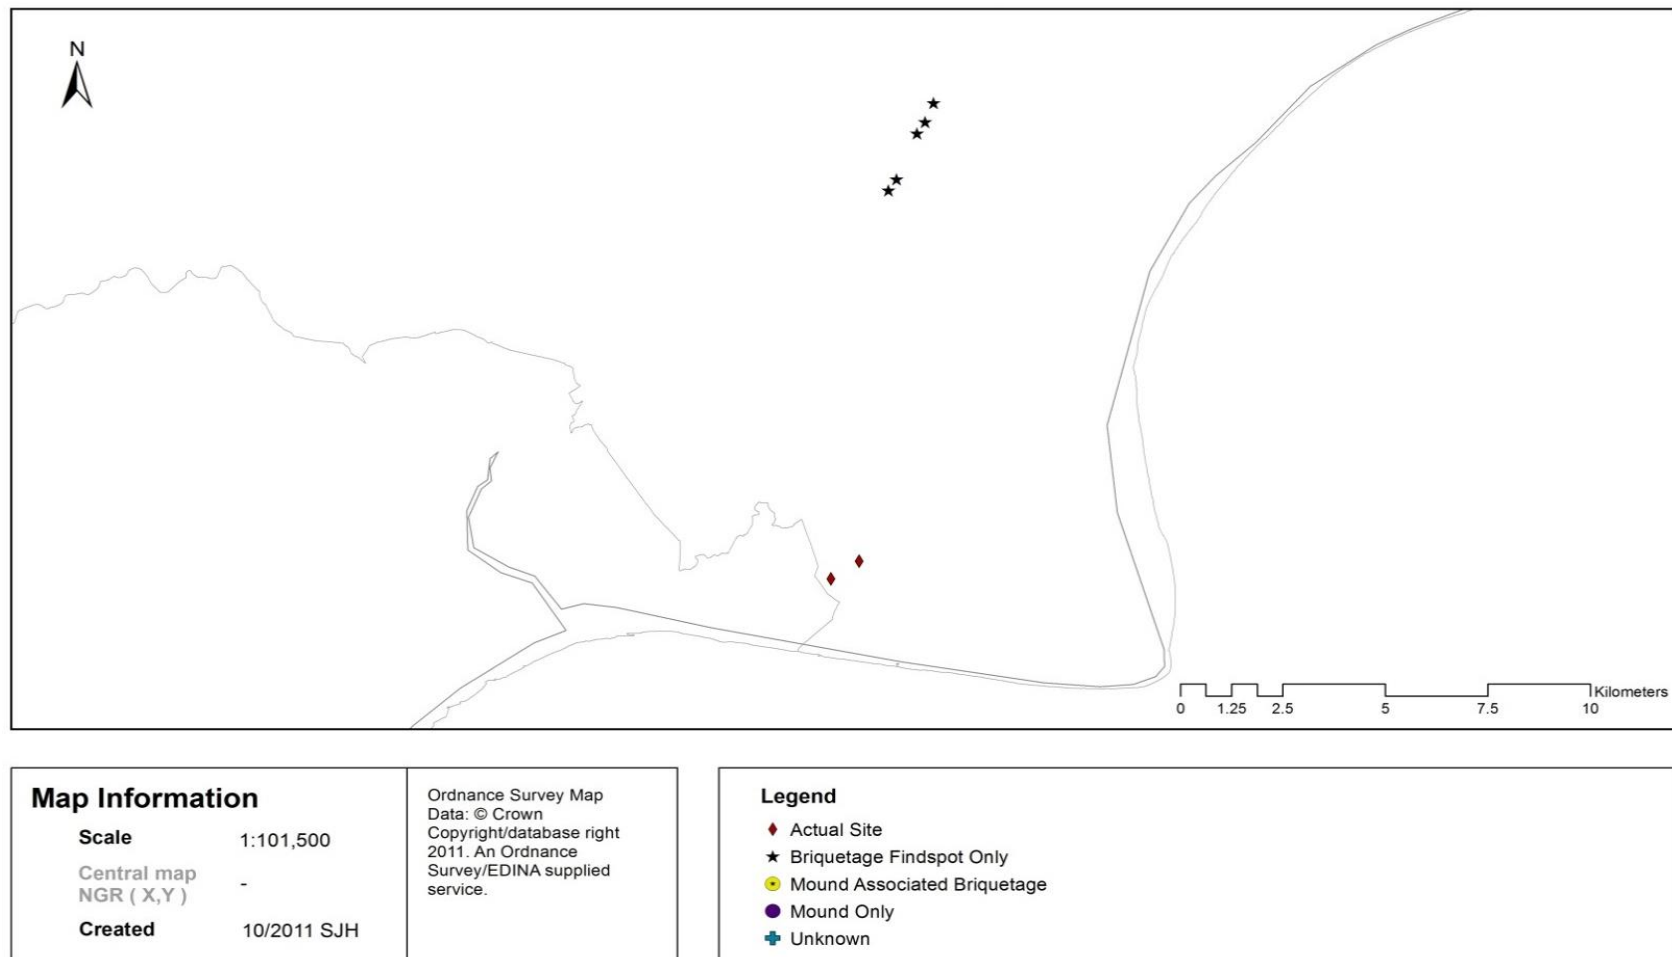 N
Kilometers
0 1.25 2.5 5 7.5 10
Map Information
Scale 1:101,500
Central map
NGR ( X,Y ) -
Created 10/2011 SJH
Ordnance Survey Map
Data: © Crown
Copyright/database right
2011. An Ordnance
Survey/EDINA supplied
service.
Legend
Actual Site
Briquetage Findspot Only
Mound Associated Briquetage
Mound Only
Unknown